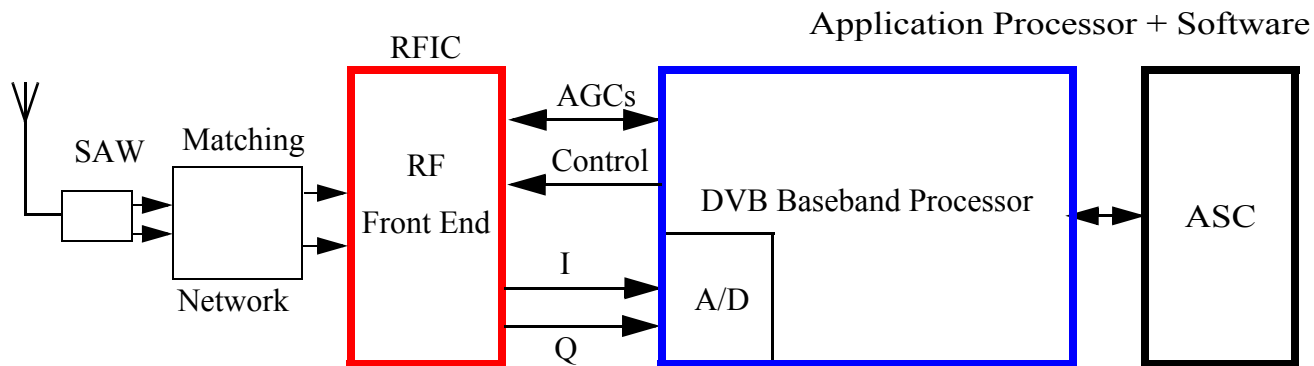 Application Processor + Software
RFIC
SAW
Matching
Network
RF
Front End
AGCs
Control
I
Q
DVB Baseband Processor
A/D
ASC